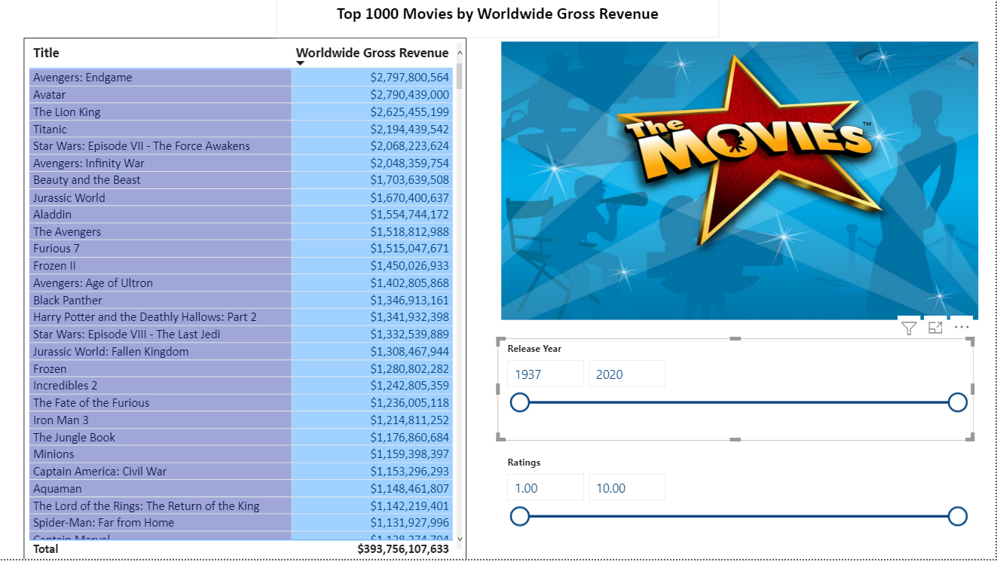 Top 1000 Movies by Worldwide Gross Revenue
Title Worldwide Gross Revenue
Avengers: Endgame $2,797,800,564
Avatar $2,790,439,000
The Lion King $2,625,455,199
Titanic $2,194,439,542
Star Wars: Episode VII - The Force Awakens $2,068,223,624
Avengers: Infinity War $2,048,359,754
Beauty and the Beast $1,703,639,508
Jurassic World $1,670,400,637
Aladdin $1,554,744,172
The Avengers $1,518,812,988
Furious 7 $1,515,047,671
Frozen II $1,450,026,933
Avengers: Age of Ultron $1,402,805,868
Black Panther $1,346,913,161
Harry Potter and the Deathly Hallows: Part 2 $1,341,932,398
Star Wars: Episode VIII - The Last Jedi $1,332,539,889
Jurassic World: Fallen Kingdom $1,308,467,944
Frozen $1,280,802,282
Incredibles 2 $1,242,805,359
The Fate of the Furious $1,236,005,118
Iron Man 3 $1,214,811,252
The Jungle Book $1,176,860,684
Minions $1,159,398,397
Captain America: Civil War $1,153,296,293
Aquaman $1,148,461,807
The Lord of the Rings: The Return of the King $1,142,219,401
Spider-Man: Far from Home $1,131,927,996
Captain Marvel $1,128,274,794
Total $393,756,107,633
The
MOVIES™
Release Year
1937 2020
Ratings
1.00 10.00